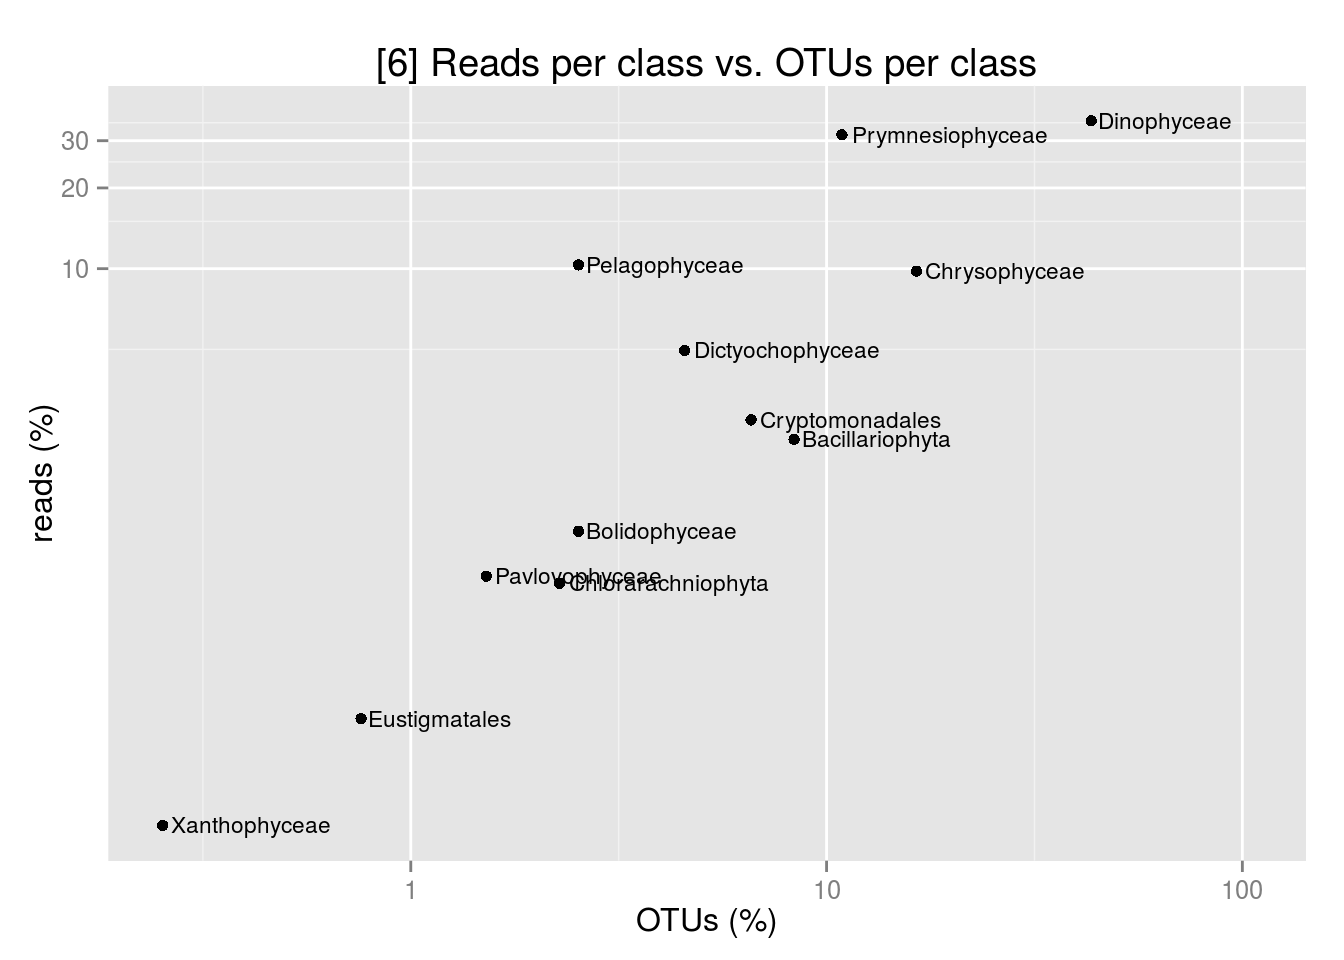 [6] Reads per class vs. OTUs per class
30
20
10
reads (%)
Dinophyceae
Prymnesiophyceae
Pelagophyceae
Chrysophyceae
Dictyochophyceae
Cryptomonadales
Bacillariophyta
Bolidophyceae
Pavlovophyceae
Chlorarachniophyta
Eustigmatales
Xanthophyceae
1
10
100
OTUs (%)